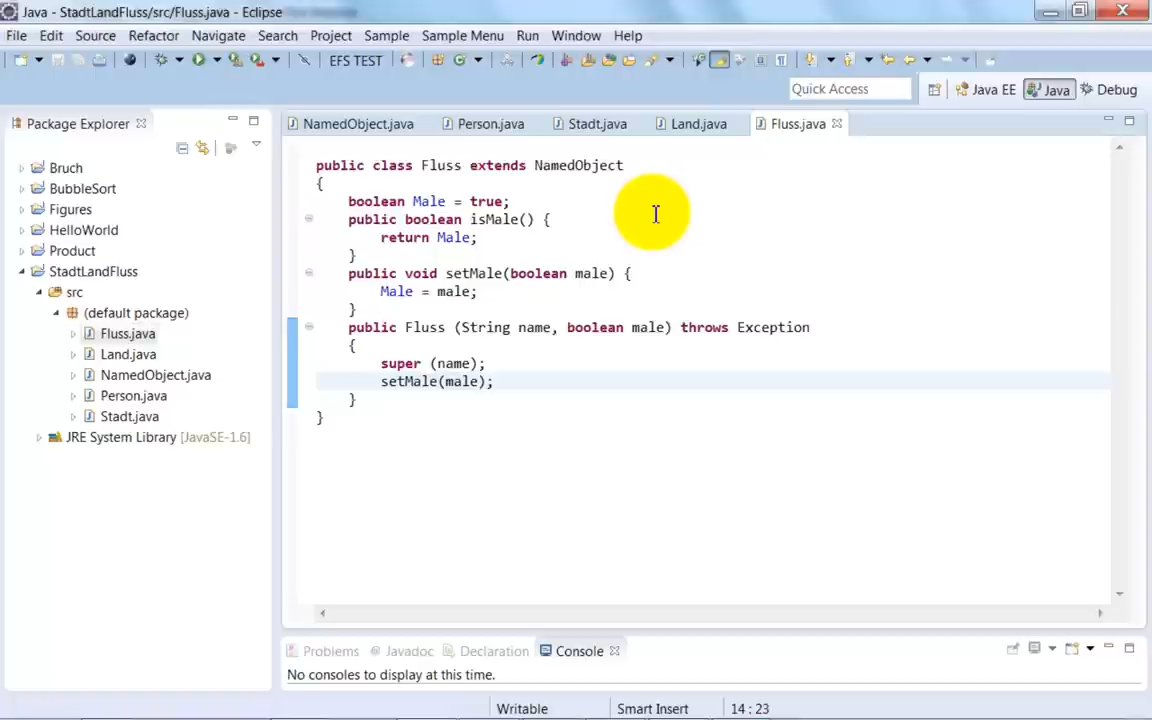 Java - StadtLandFluss/src/Fluss.java - Eclipse
File Edit Source Refactor Navigate Search Project Sample Sample Menu Run Window Help
EFS TEST
Quick Access Java EE Java Debug
Package Explorer
NamedObject.java Person.java Stadt.java Land.java Fluss.java
Bruch
BubbleSort
Figures
HelloWorld
Product
StadtLandFluss
src
(default package)
Fluss.java
Land.java
NamedObject.java
Person.java
Stadt.java
JRE System Library [JavaSE-1.6]
public class Fluss extends NamedObject
{
boolean Male = true;
public boolean isMale() {
return Male;
}
public void setMale(boolean male) {
Male = male;
}
public Fluss (String name, boolean male) throws Exception
{
super (name);
setMale(male);
}
}
Problems @ Javadoc Declaration Console
No consoles to display at this time.
Writable Smart Insert 14 : 23